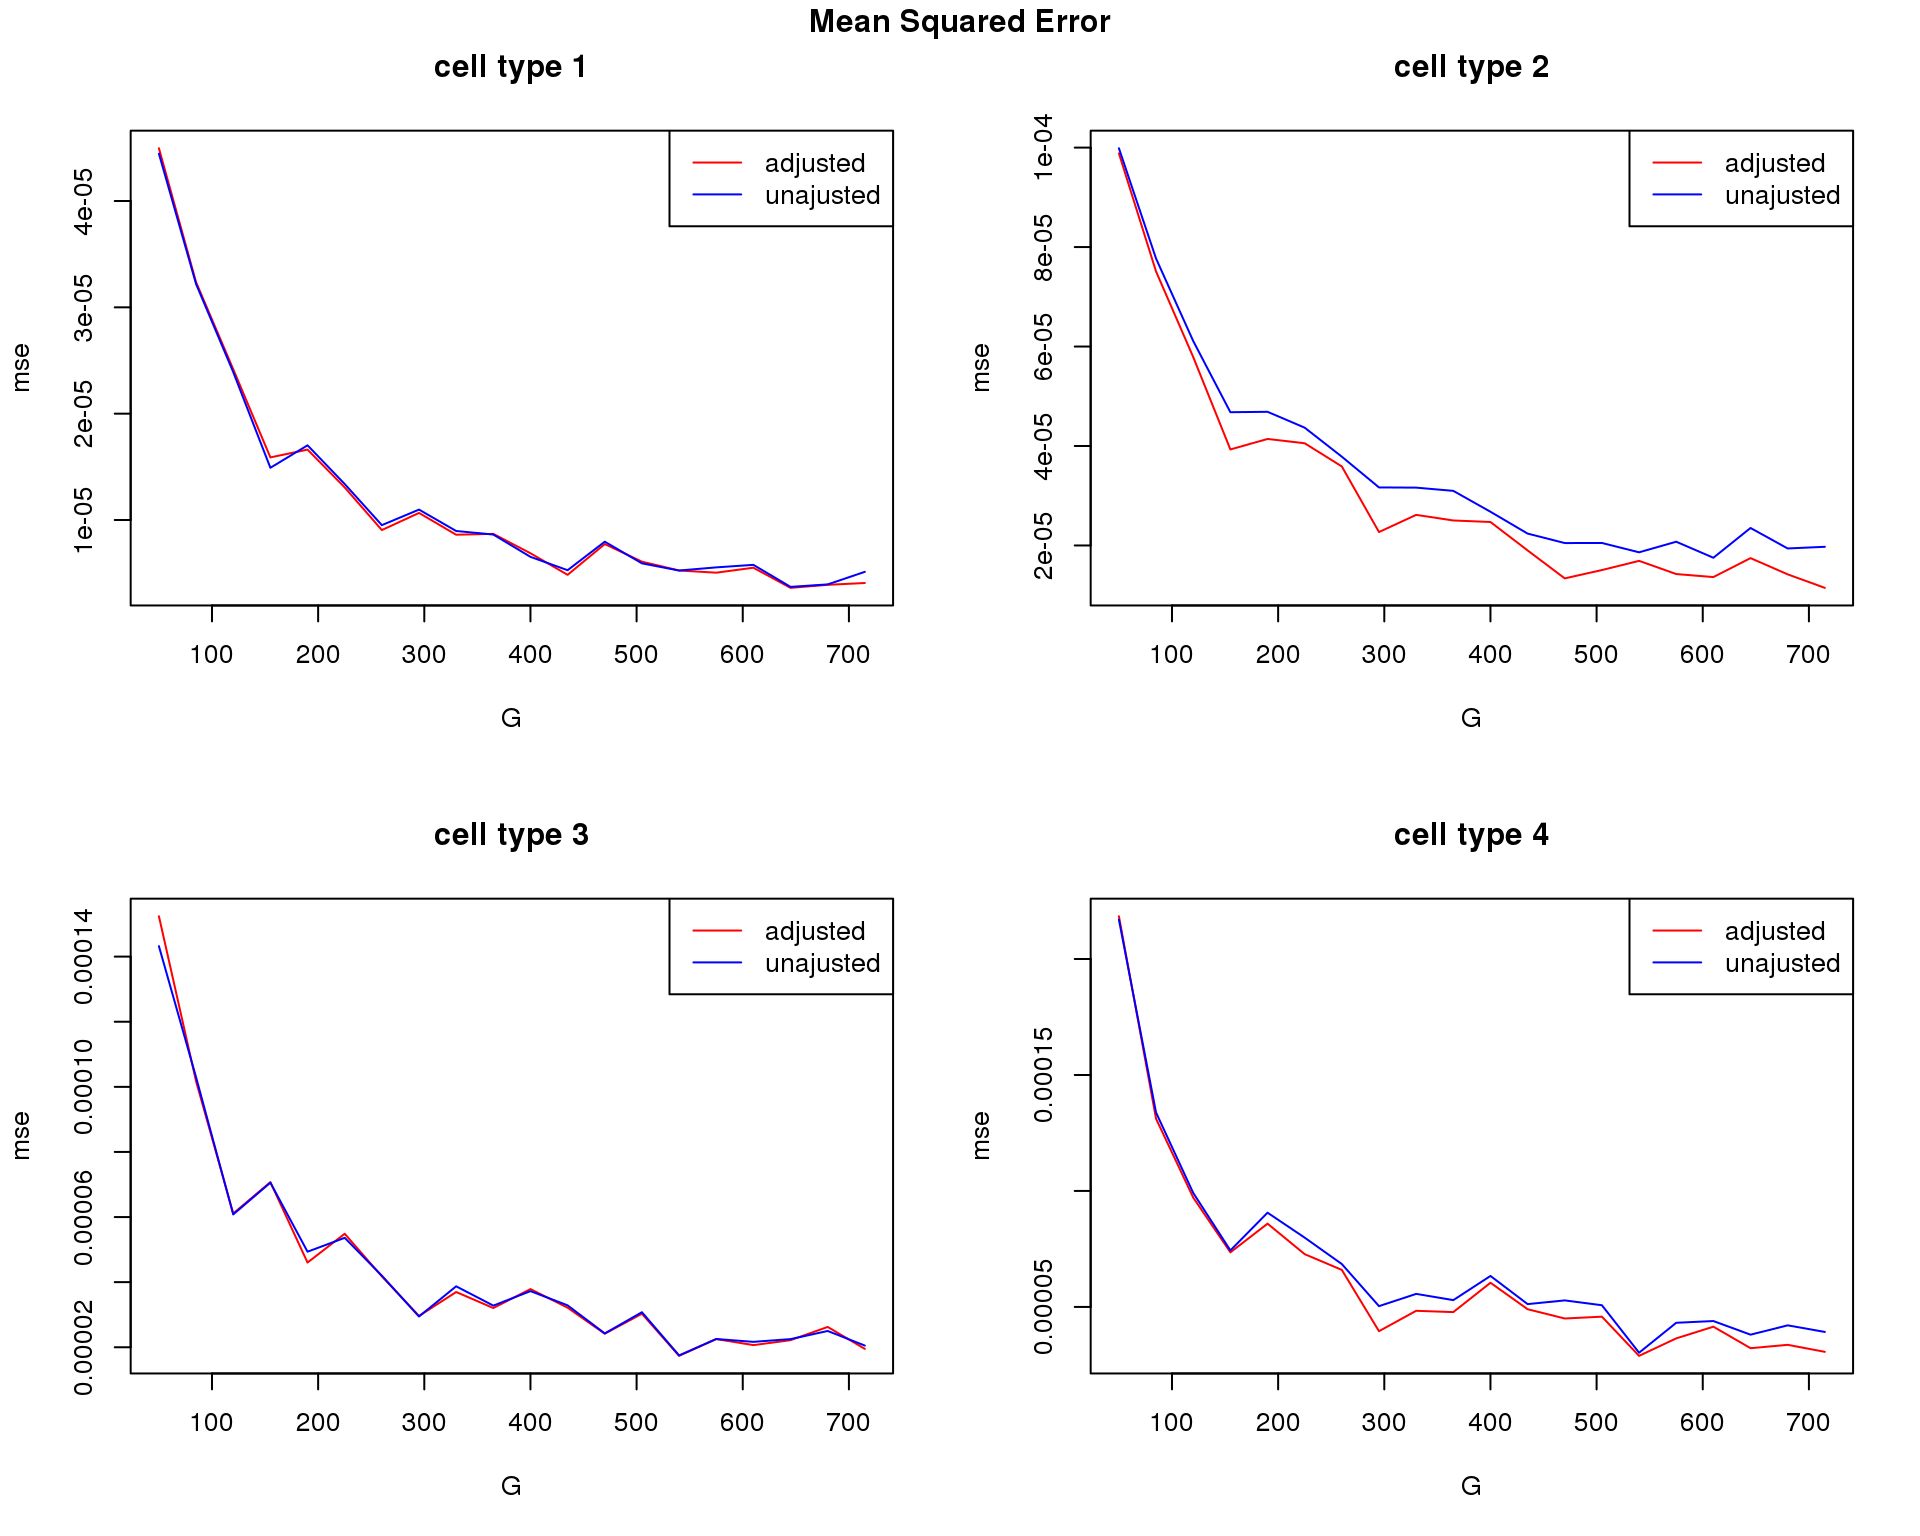 Mean Squared Error
cell type 1
adjusted
unajusted
mse
4e-05
3e-05
2e-05
1e-05
100 200 300 400 500 600 700
G
cell type 2
adjusted
unajusted
mse
1e-04
8e-05
6e-05
4e-05
2e-05
100 200 300 400 500 600 700
G
cell type 3
adjusted
unajusted
mse
0.00014
0.00010
0.00006
0.00002
100 200 300 400 500 600 700
G
cell type 4
adjusted
unajusted
mse
0.00015
0.00005
100 200 300 400 500 600 700
G